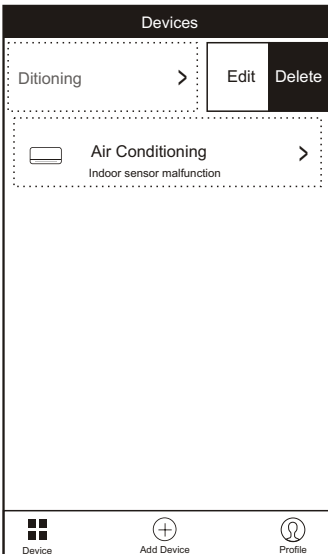 Devices
Ditioning > Edit Delete
Air Conditioning >
Indoor sensor malfunction
Device Add Device Profile